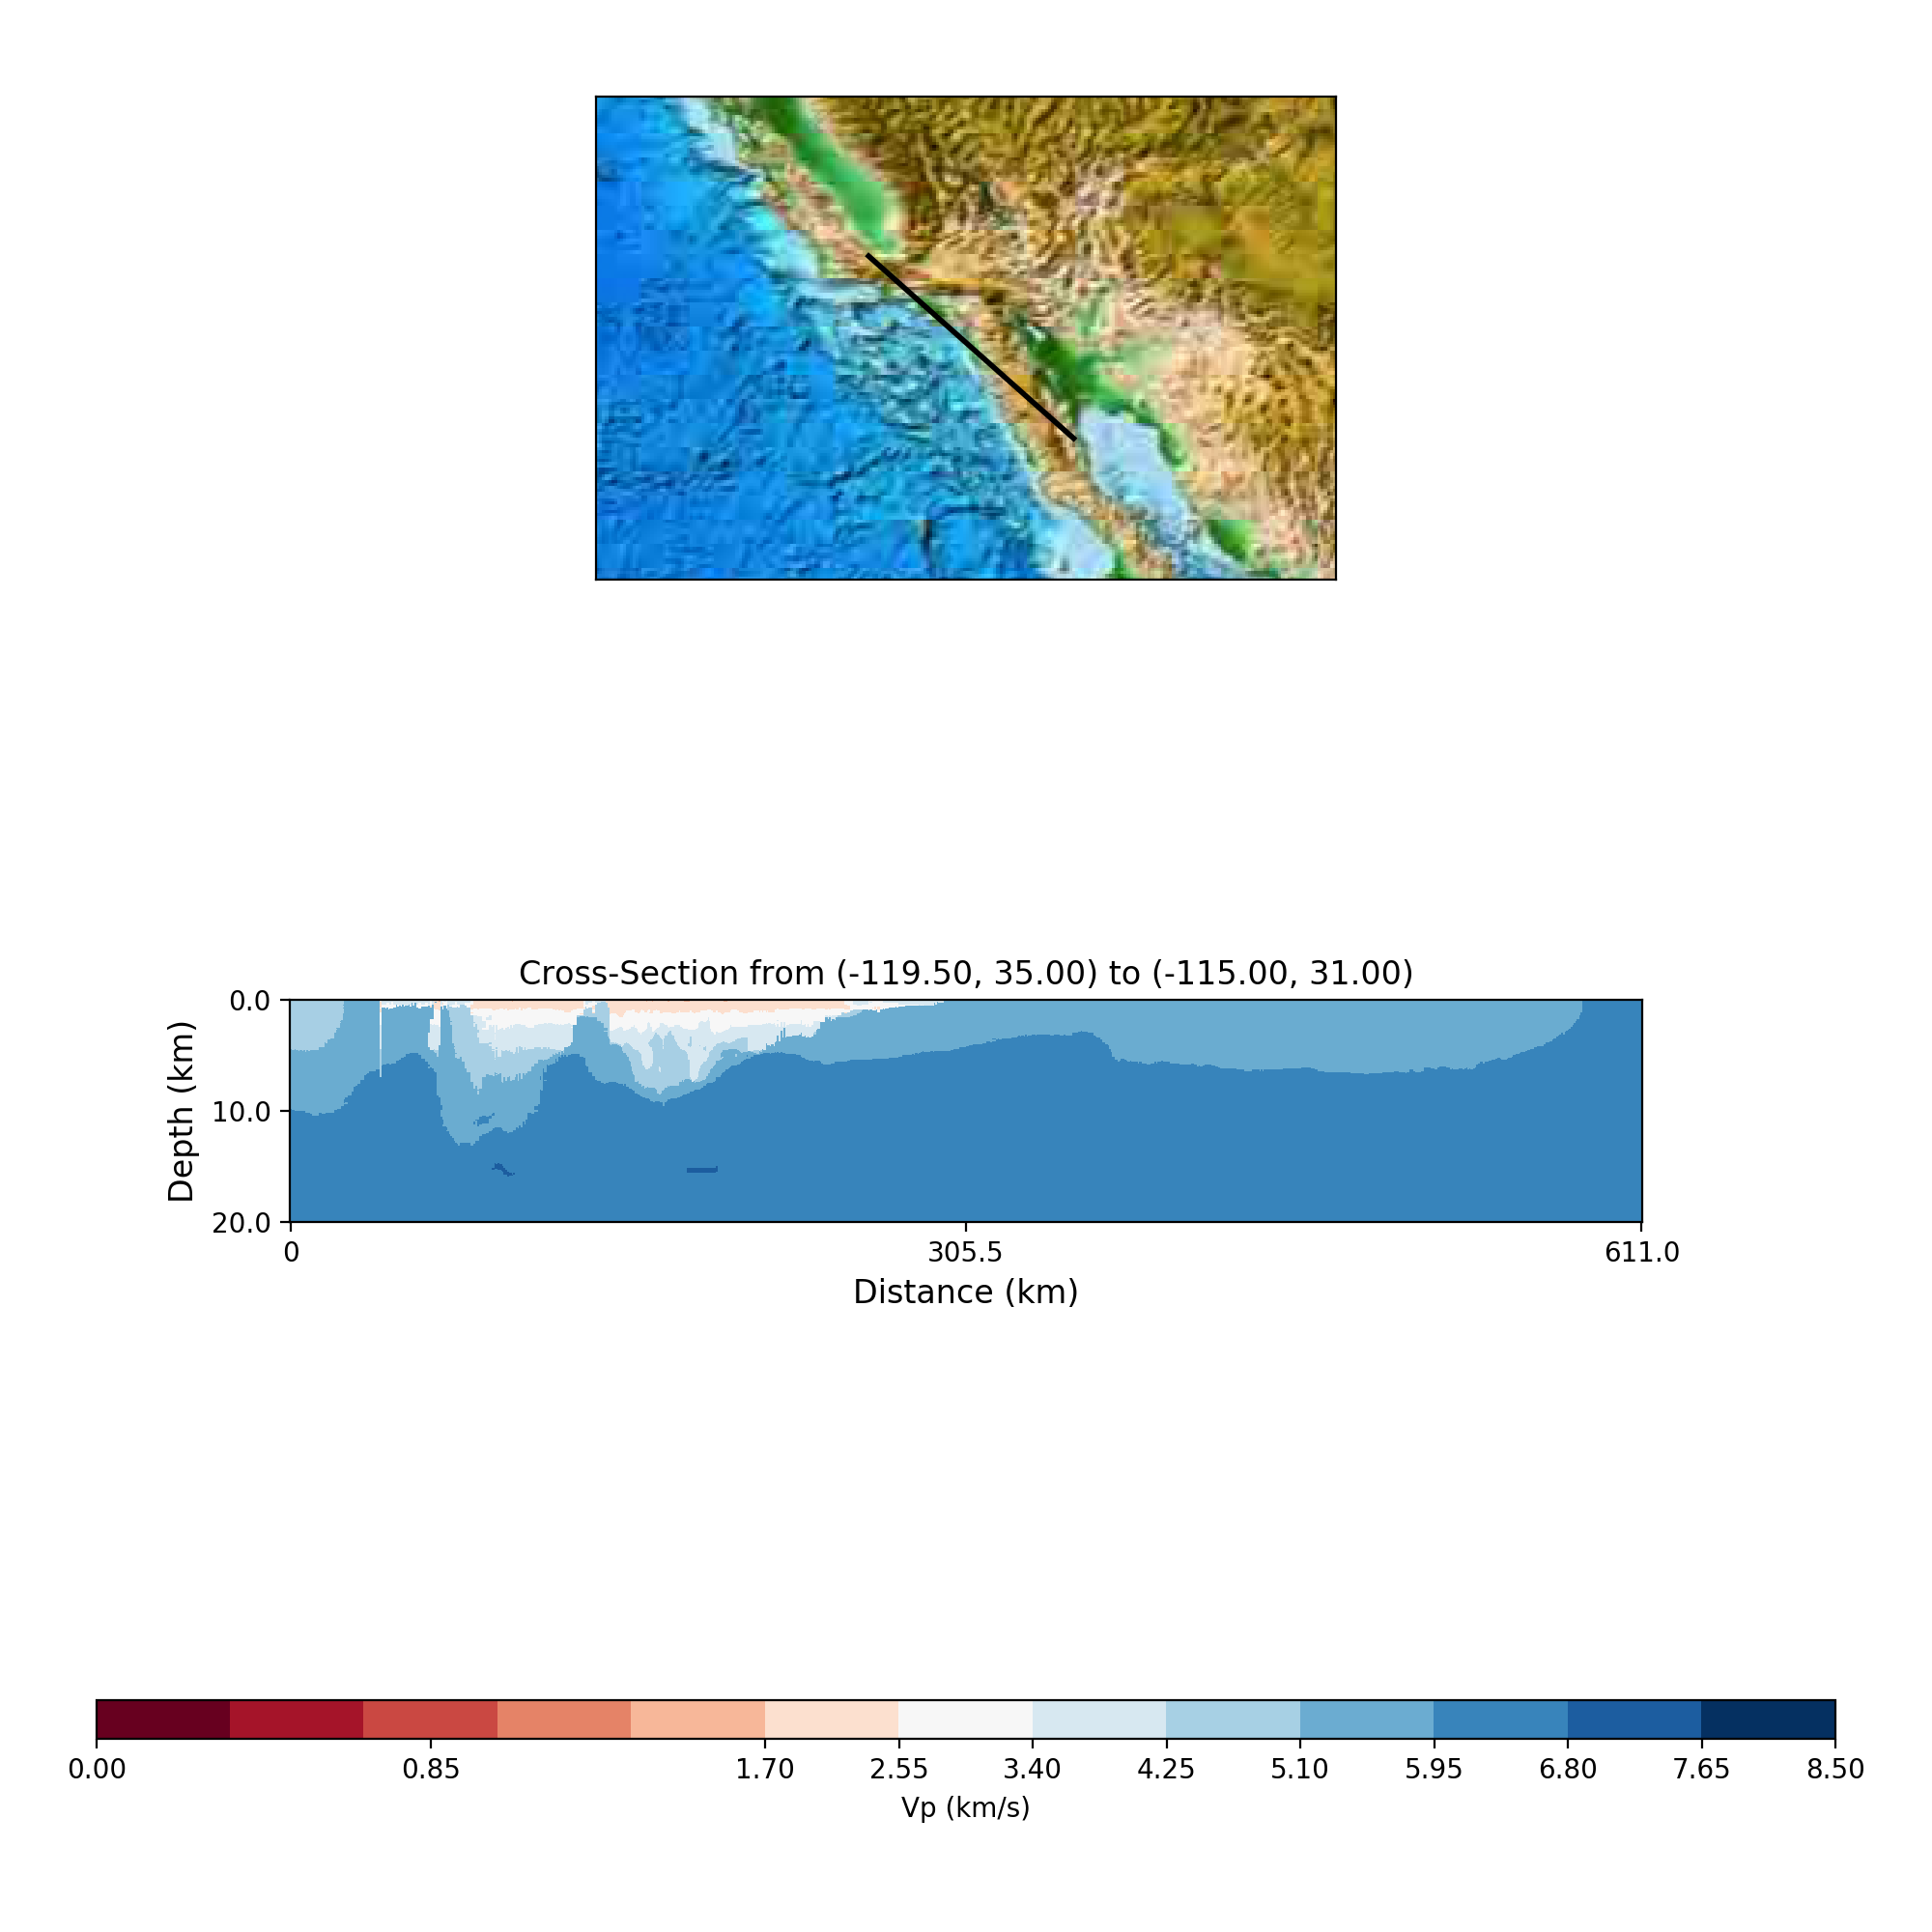 Cross-Section from (-119.50, 35.00) to (-115.00, 31.00)
0.0
10.0
20.0
Depth (km)
0 305.5 611.0
Distance (km)
0.00 0.85 1.70 2.55 3.40 4.25 5.10 5.95 6.80 7.65 8.50
Vp (km/s)